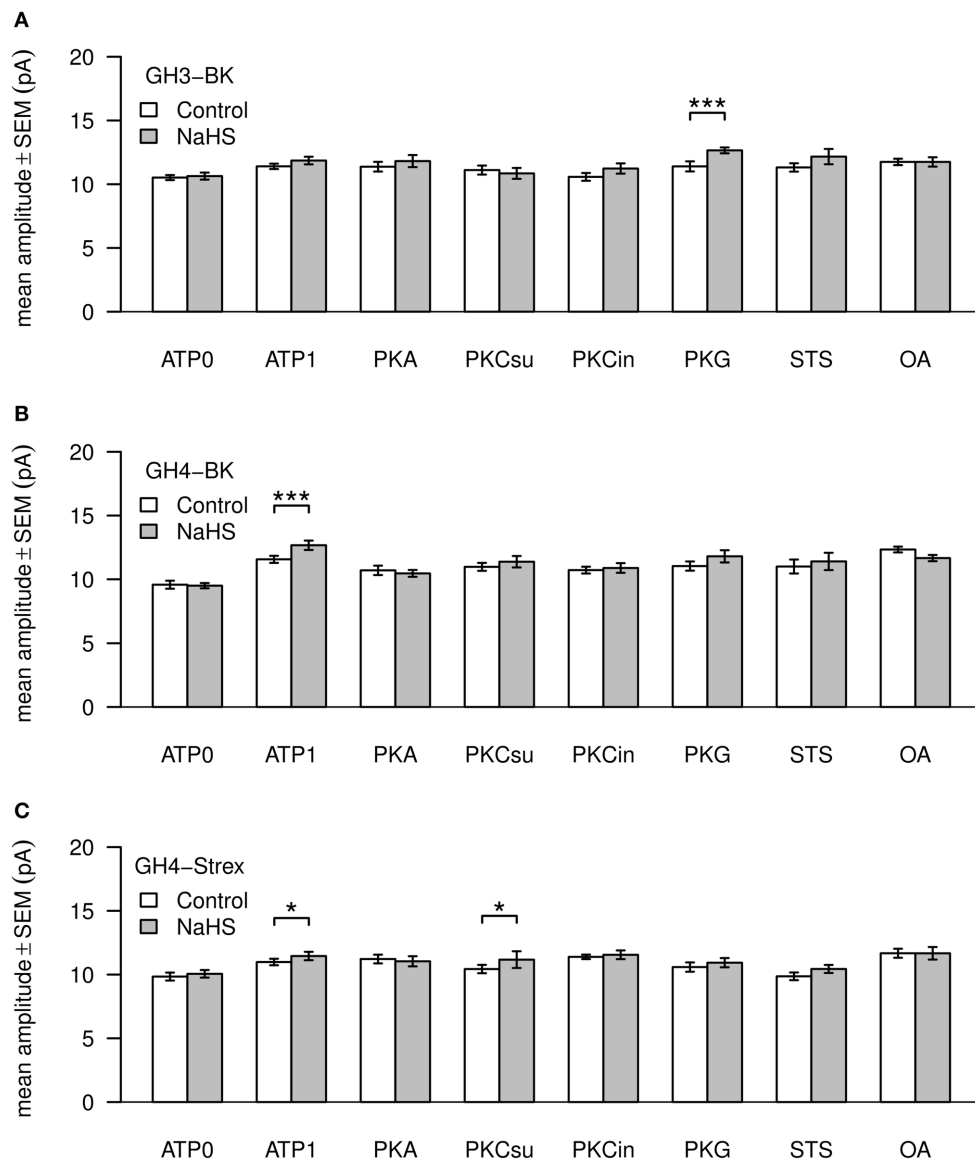 A
mean amplitude ± SEM (pA)
20
15
10
5
0
GH3−BK
Control
NaHS
***
ATP0 ATP1 PKA PKCsu PKCin PKG STS OA
B
mean amplitude ± SEM (pA)
20
15
10
5
0
GH4−BK
Control
NaHS
***
ATP0 ATP1 PKA PKCsu PKCin PKG STS OA
C
mean amplitude ± SEM (pA)
20
15
10
5
0
GH4−Strex
Control
NaHS
* *
ATP0 ATP1 PKA PKCsu PKCin PKG STS OA